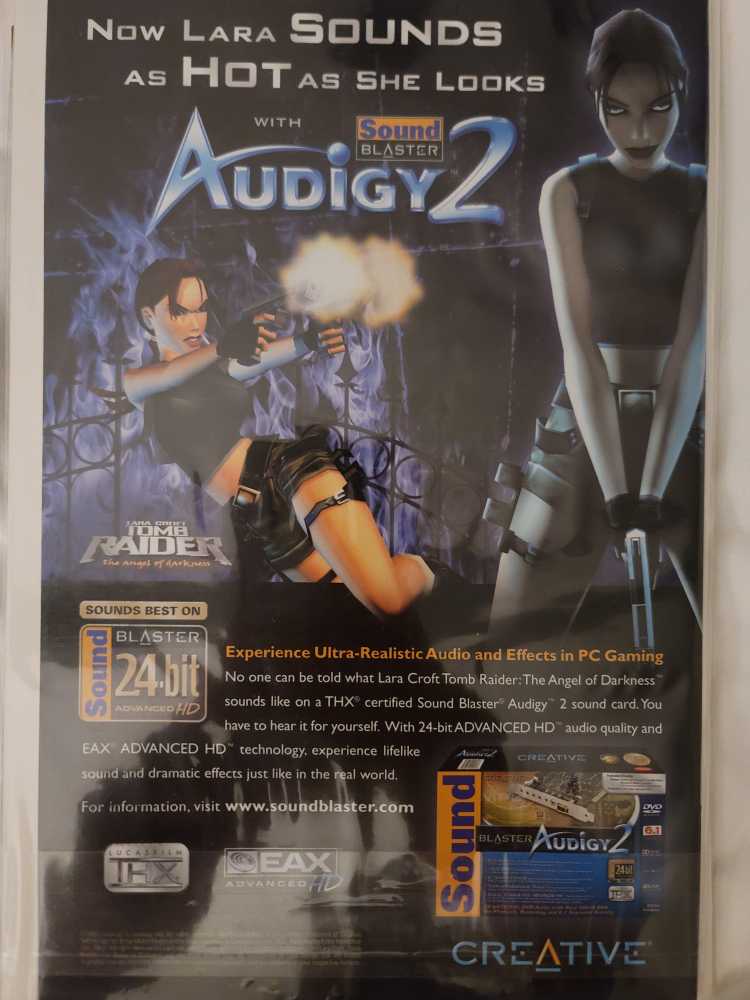 Now Lara Sounds
as Hot as She Looks
with
Sound
BLASTER
Audigy 2™
LARA CROFT
TOMB
RAIDER
the angel of darkness
SOUNDS BEST ON
Sound
BLASTER
24-bit
ADVANCED HD
Experience Ultra-Realistic Audio and Effects in PC Gaming
No one can be told what Lara Croft Tomb Raider: The Angel of Darkness™
sounds like on a THX® certified Sound Blaster® Audigy™ 2 sound card. You
have to hear it for yourself. With 24-bit ADVANCED HD™ audio quality and
EAX® ADVANCED HD™ technology, experience lifelike
sound and dramatic effects just like in the real world.
For information, visit www.soundblaster.com
CREATIVE
Sound
BLASTER
Audigy 2
DVD
6.1
24bit
THX
LUCASFILM
THX
EAX
ADVANCED HD
CREATIVE®